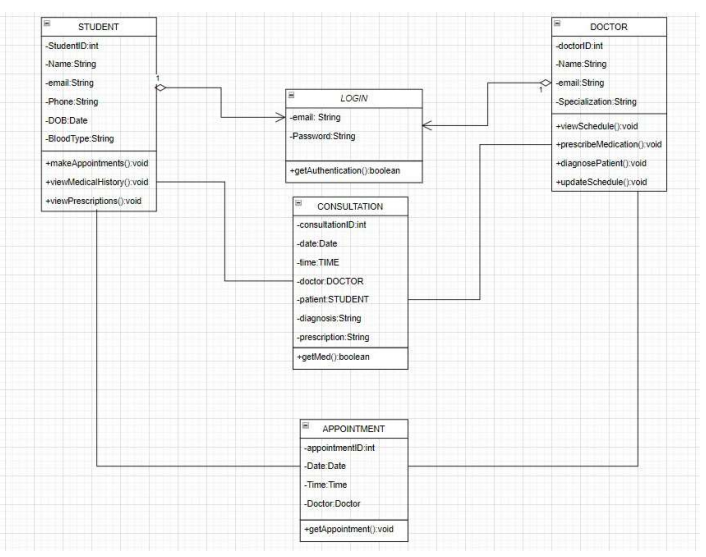 STUDENT
-StudentID:int
-Name:String
-email:String
-Phone:String
-DOB:Date
-BloodType:String
+makeAppointments():void
+viewMedicalHistory():void
+viewPrescriptions():void
1
LOGIN
-email: String
-Password:String
+getAuthentication():boolean
DOCTOR
-doctorID:int
-Name:String
-email:String
-Specialization:String
+viewSchedule():void
+prescribeMedication():void
+diagnosePatient():void
+updateSchedule():void
1
CONSULTATION
-consultationID:int
-date:Date
-time:TIME
-doctor:DOCTOR
-patient:STUDENT
-diagnosis:String
-prescription:String
+getMed():boolean
APPOINTMENT
-appointmentID:int
-Date:Date
-Time:Time
-Doctor:Doctor
+getAppointment():void